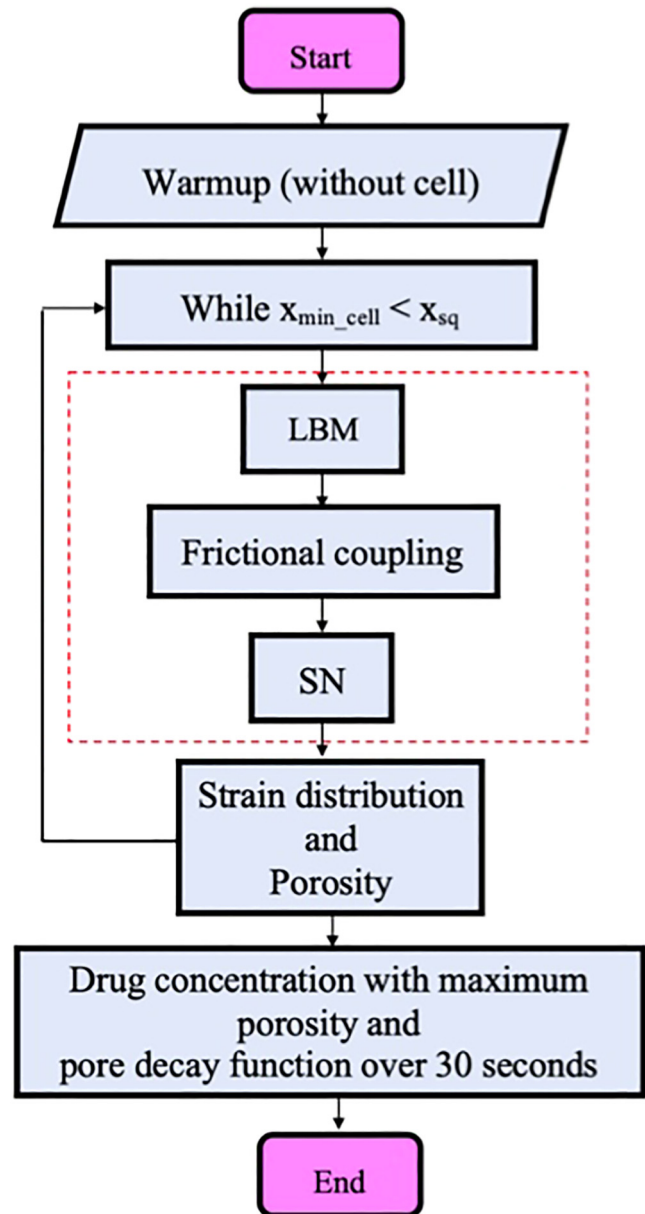 Start
Warmup (without cell)
While x_min_cell < x_sq
LBM
Frictional coupling
SN
Strain distribution
and
Porosity
Drug concentration with maximum
porosity and
pore decay function over 30 seconds
End